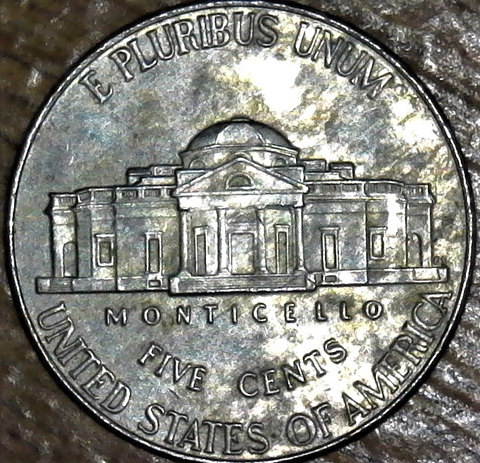 E PLURIBUS UNUM
MONTICELLO
FIVE CENTS
UNITED STATES OF AMERICA